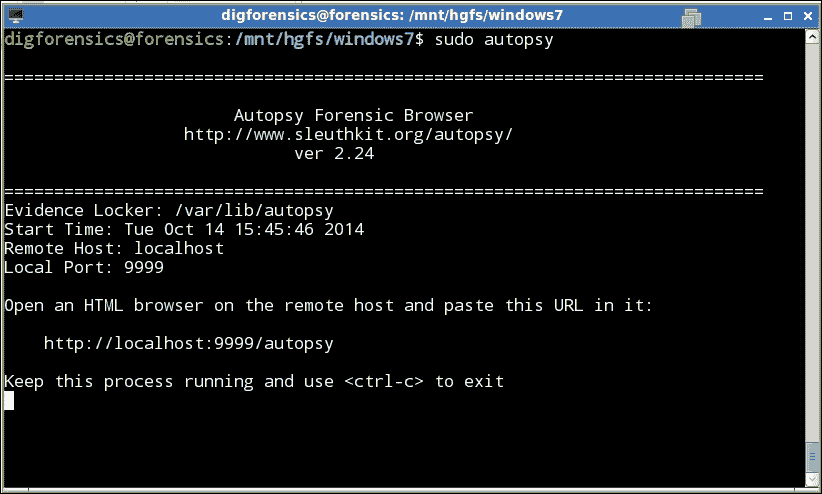 digforensics@forensics: /mnt/hgfs/windows7
digforensics@forensics:/mnt/hgfs/windows7$ sudo autopsy
============================================================================
Autopsy Forensic Browser
http://www.sleuthkit.org/autopsy/
ver 2.24
============================================================================
Evidence Locker: /var/lib/autopsy
Start Time: Tue Oct 14 15:45:46 2014
Remote Host: localhost
Local Port: 9999
Open an HTML browser on the remote host and paste this URL in it:
http://localhost:9999/autopsy
Keep this process running and use <ctrl-c> to exit